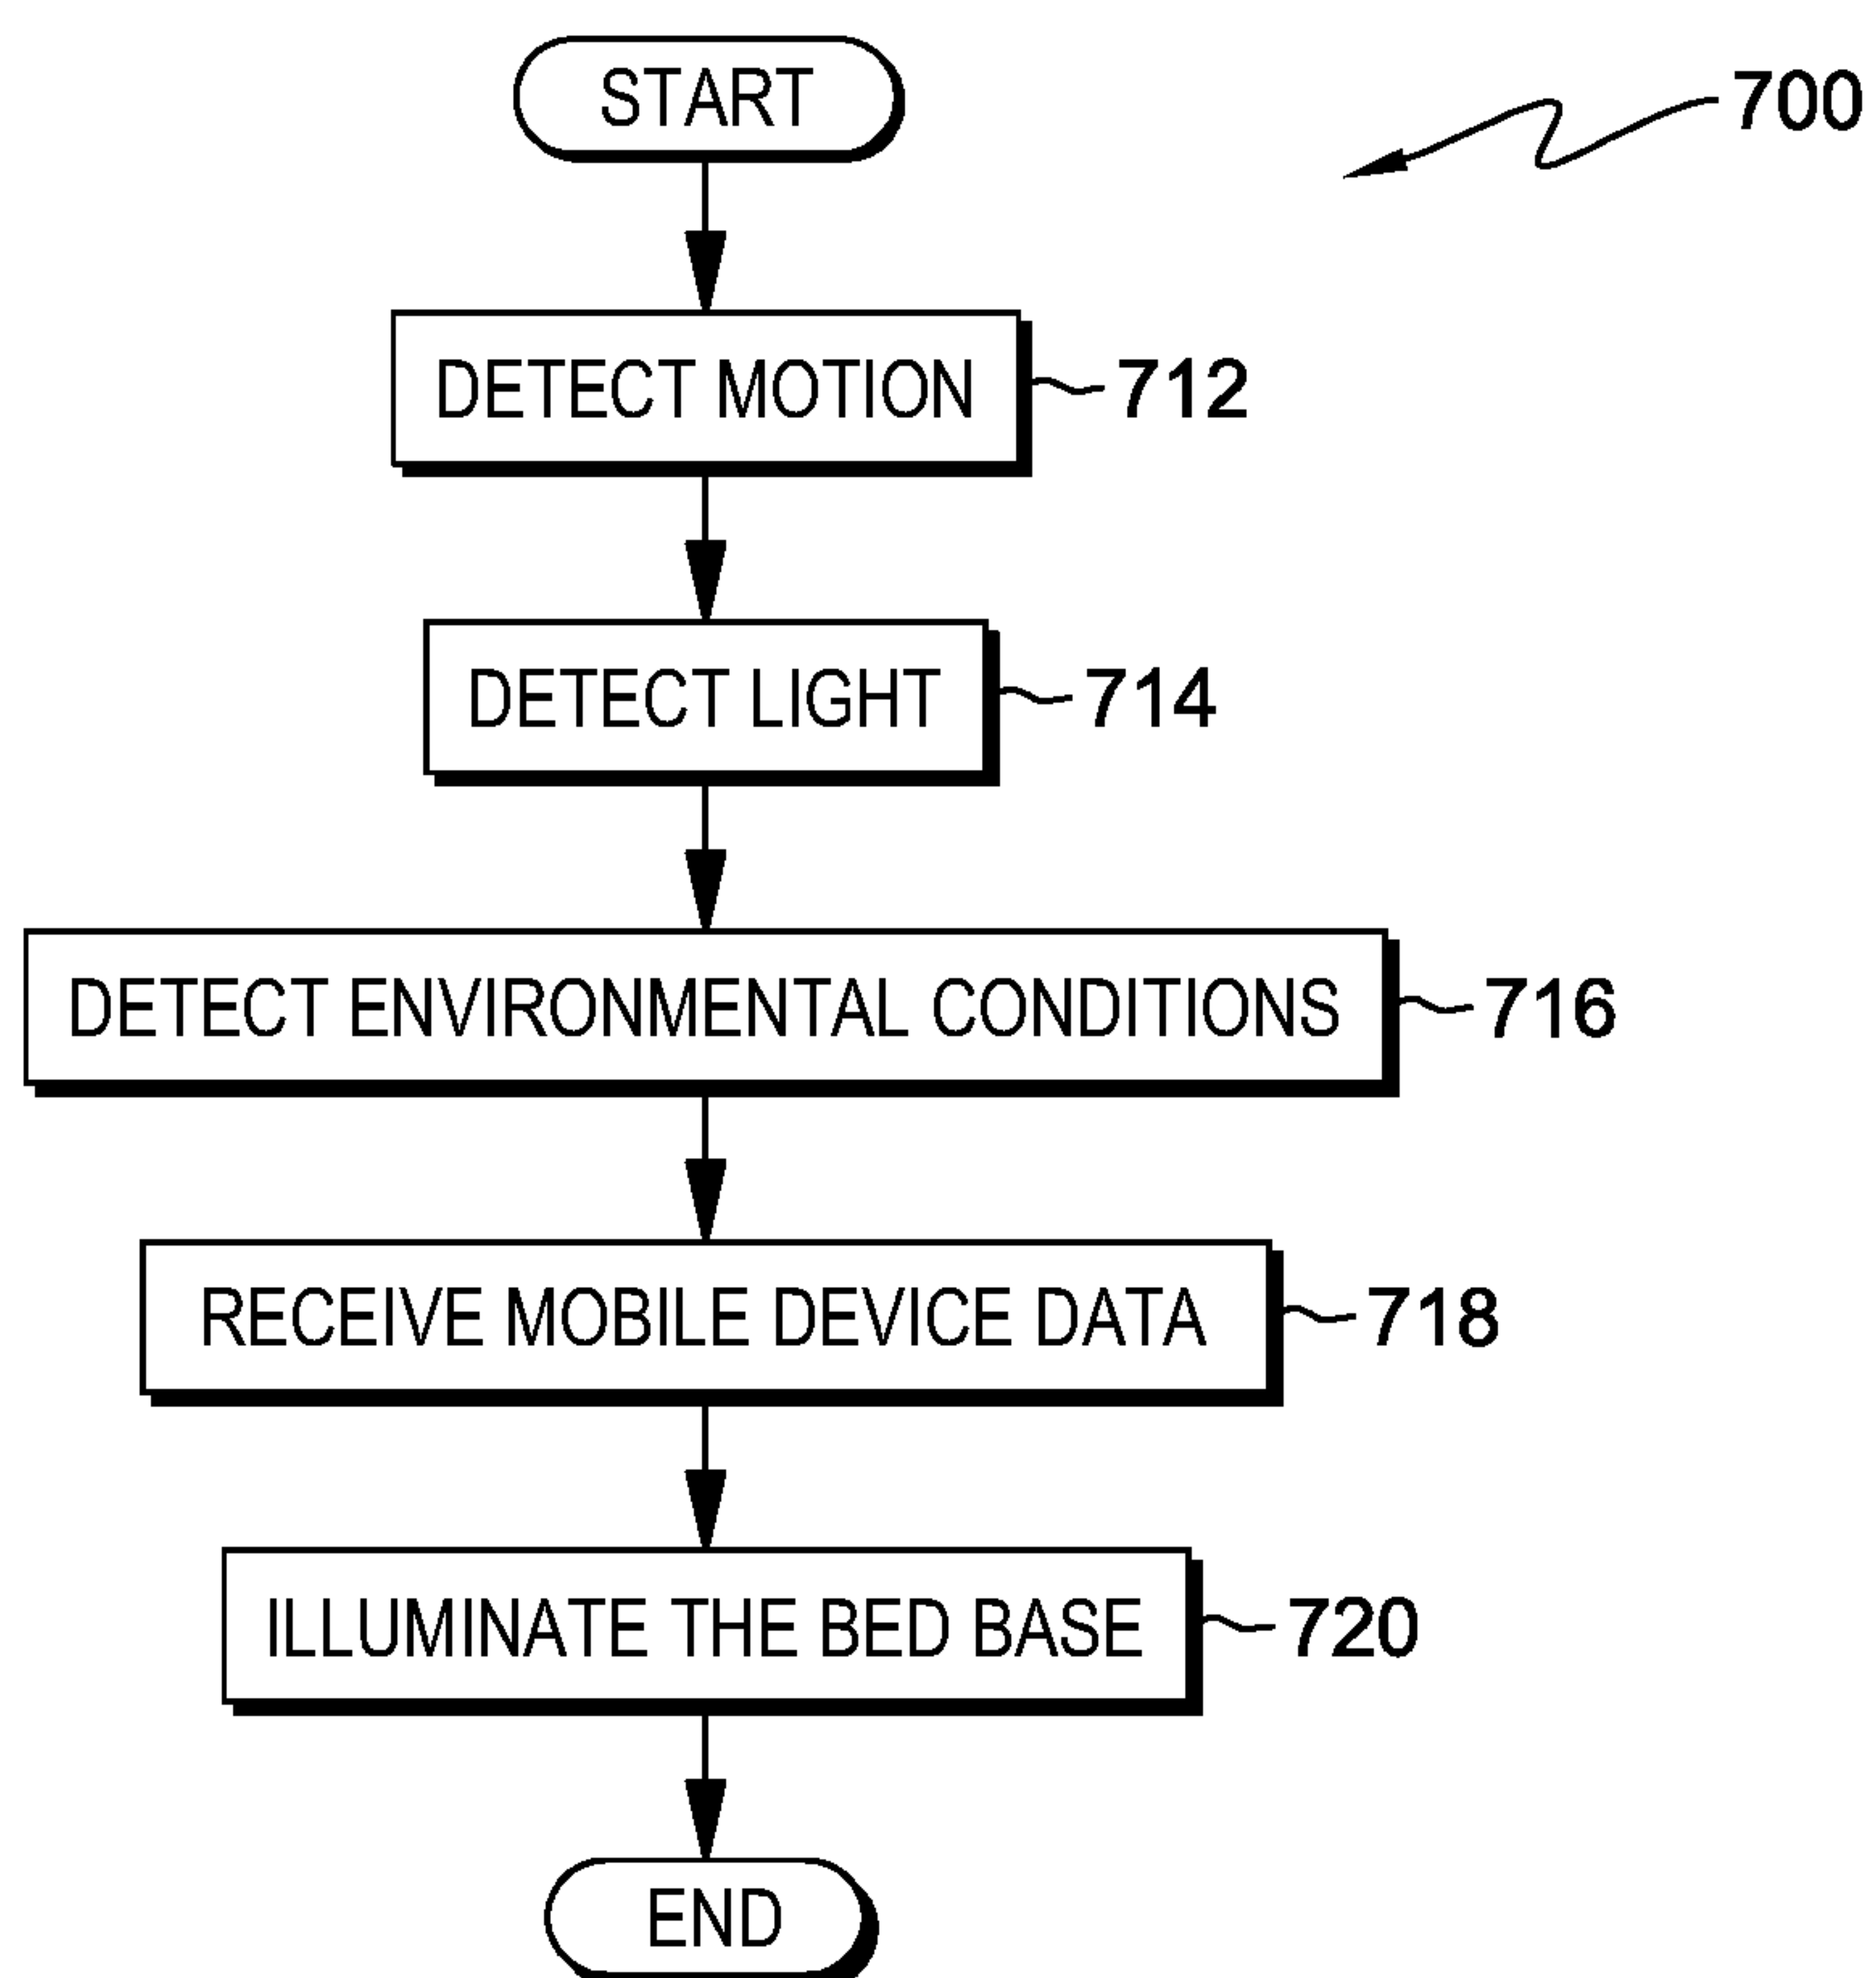 START
700
DETECT MOTION
712
DETECT LIGHT
714
DETECT ENVIRONMENTAL CONDITIONS
716
RECEIVE MOBILE DEVICE DATA
718
ILLUMINATE THE BED BASE
720
END